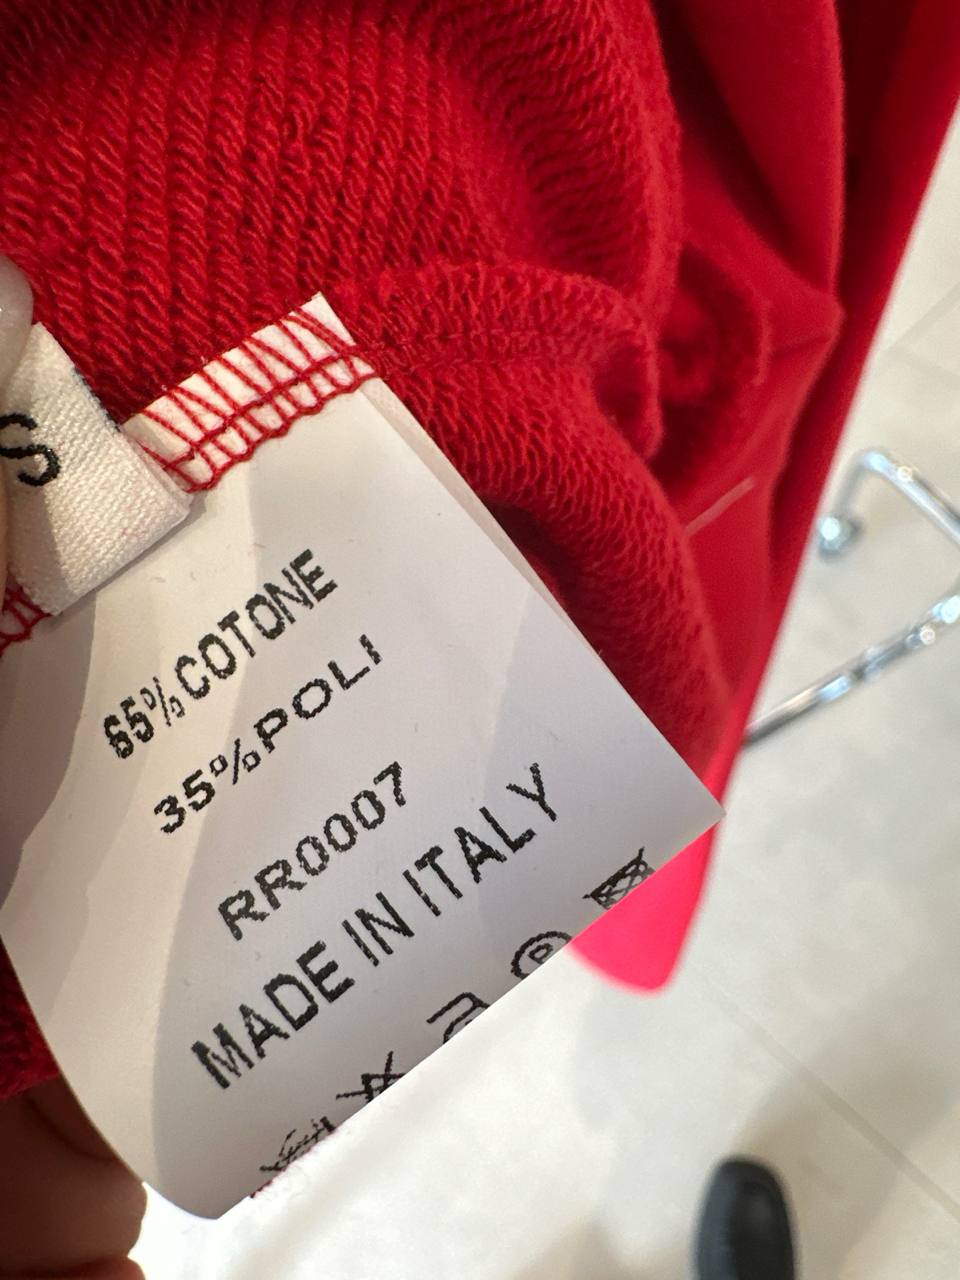 S
65% COTONE
35% POLI
RR0007
MADE IN ITALY
P